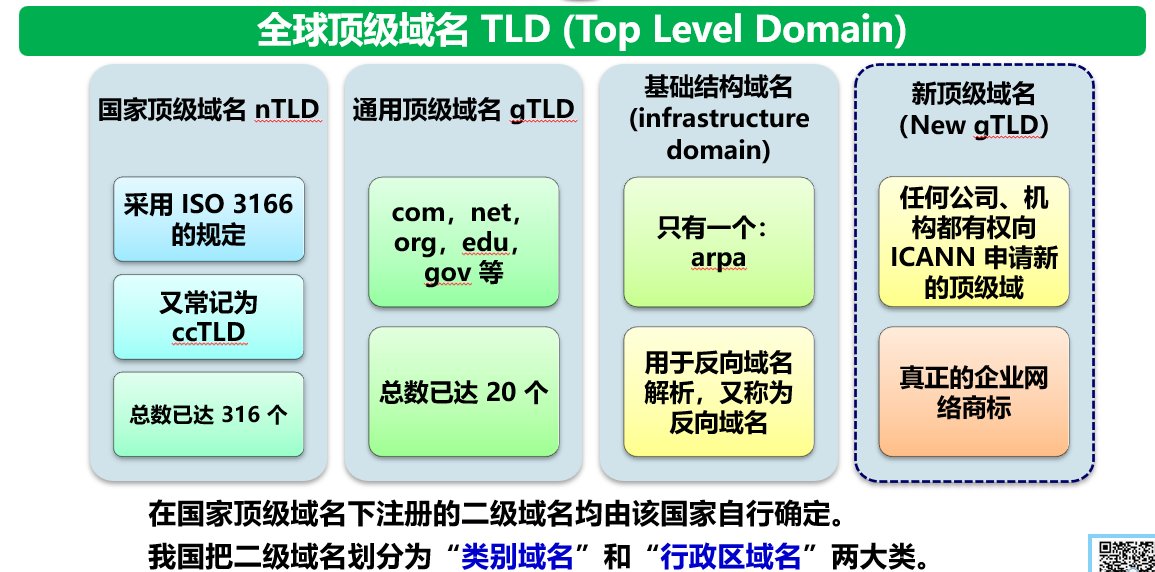 全球顶级域名 TLD (Top Level Domain)
国家顶级域名 nTLD
采用 ISO 3166
的规定
又常记为
ccTLD
总数已达 316 个
通用顶级域名 gTLD
com，net，
org，edu，
gov 等
总数已达 20 个
基础结构域名
(infrastructure
domain)
只有一个：
arpa
用于反向域名
解析，又称为
反向域名
新顶级域名
（New gTLD）
任何公司、机
构都有权向
ICANN 申请新
的顶级域
真正的企业网
络商标
在国家顶级域名下注册的二级域名均由该国家自行确定。
我国把二级域名划分为“类别域名”和“行政区域名”两大类。